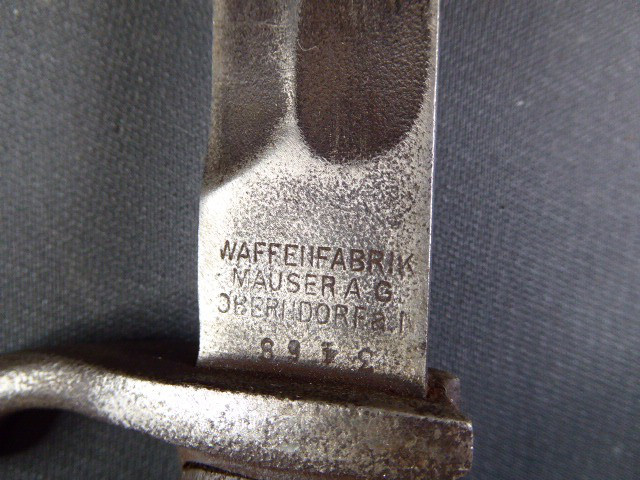 WAFFENFABRIK
MAUSER A.G.
OBERNDORF a. N